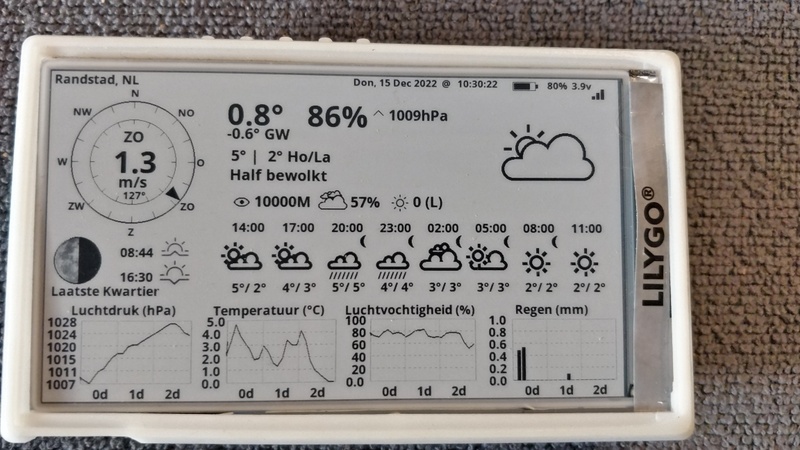 Randstad, NL
Don, 15 Dec 2022 @ 10:30:22
80% 3.9v
N
NW
NO
W
O
ZW
ZO
Z
ZO
1.3
m/s
127°
0.8° 86% 1009hPa
-0.6° GW
5° | 2° Ho/La
Half bewolkt
10000M 57% 0 (L)
08:44
16:30
Laatste Kwartier
14:00 17:00 20:00 23:00 02:00 05:00 08:00 11:00
5°/ 2° 4°/ 3° 5°/ 5° 4°/ 4° 3°/ 3° 3°/ 3° 2°/ 2° 2°/ 2°
Luchtdruk (hPa)
1028
1024
1020
1015
1011
1007
0d 1d 2d
Temperatuur (°C)
5.0
4.0
3.0
2.0
1.0
0.0
0d 1d 2d
Luchtvochtigheid (%)
100
80
60
40
20
0.0
0d 1d 2d
Regen (mm)
1.0
0.8
0.6
0.4
0.2
0.0
0d 1d 2d
LILYGO®